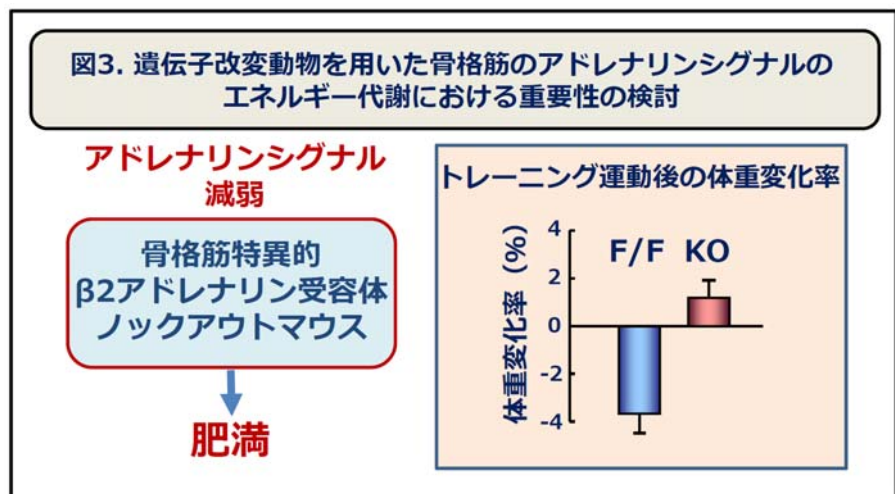 図3. 遺伝子改変動物を用いた骨格筋のアドレナリンシグナルの
エネルギー代謝における重要性の検討
アドレナリンシグナル
減弱
骨格筋特異的
β2アドレナリン受容体
ノックアウトマウス
肥満
トレーニング運動後の体重変化率
体重変化率（%）
4
2
0
-2
-4
F/F KO